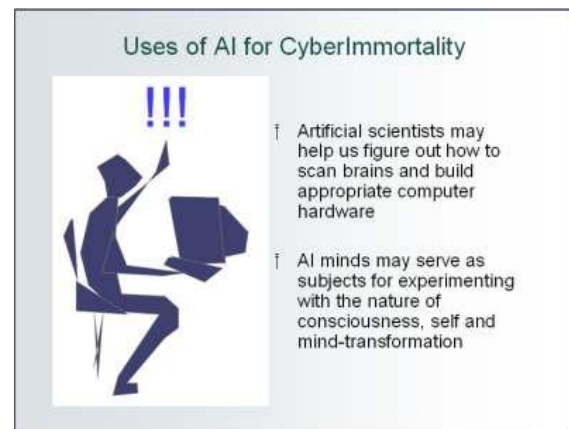 Uses of AI for CyberImmortality
!!!
Artificial scientists may
help us figure out how to
scan brains and build
appropriate computer
hardware
AI minds may serve as
subjects for experimenting
with the nature of
consciousness, self and
mind-transformation